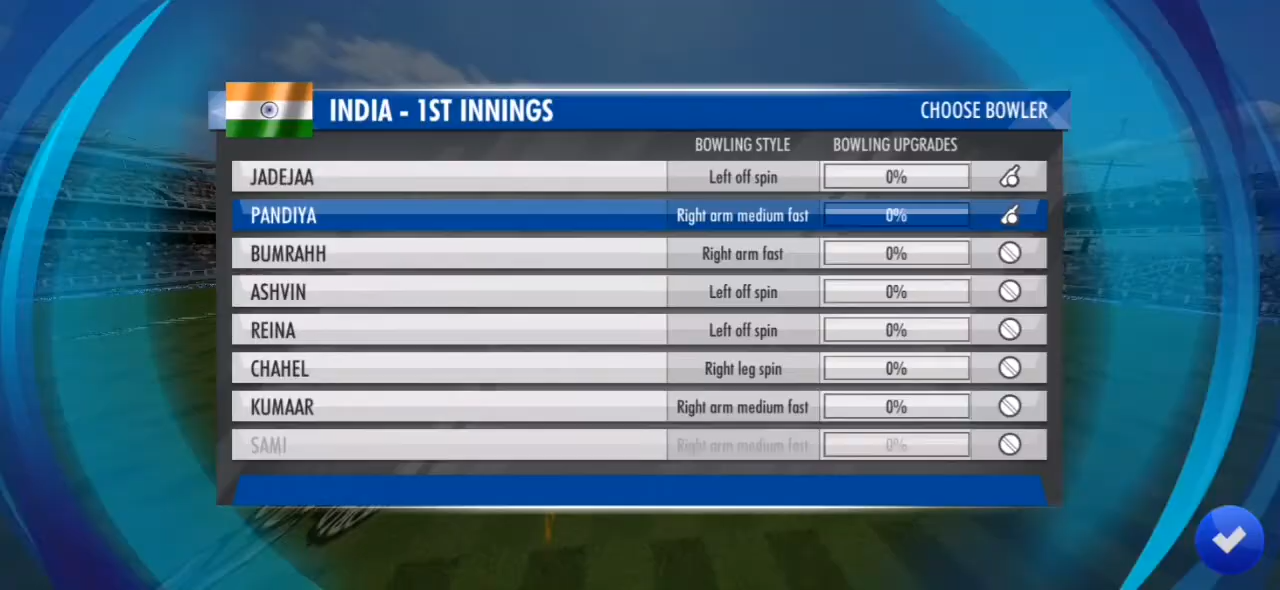 INDIA - 1ST INNINGS CHOOSE BOWLER
BOWLING STYLE BOWLING UPGRADES
JADEJAA Left off spin 0%
PANDIYA Right arm medium fast 0%
BUMRAHH Right arm fast 0%
ASHVIN Left off spin 0%
REINA Left off spin 0%
CHAHEL Right leg spin 0%
KUMAAR Right arm medium fast 0%
SAMI Right arm medium fast 0%